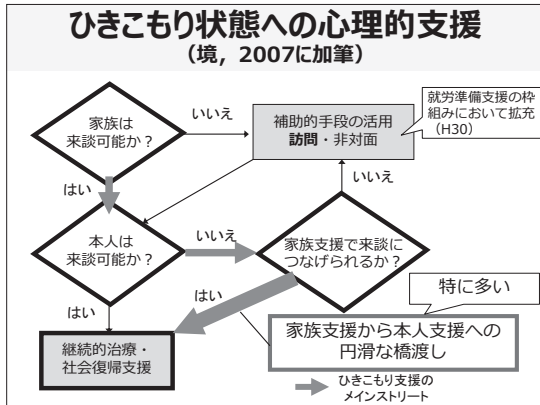 ひきこもり状態への心理的支援
(境，2007に加筆)
家族は
来談可能か？
いいえ
補助的手段の活用
訪問・非対面
就労準備支援の枠
組みにおいて拡充
（H30）
はい
いいえ
本人は
来談可能か？
いいえ
家族支援で来談に
つなげられるか？
はい
はい
特に多い
継続的治療・
社会復帰支援
家族支援から本人支援への
円滑な橋渡し
ひきこもり支援の
メインストリート